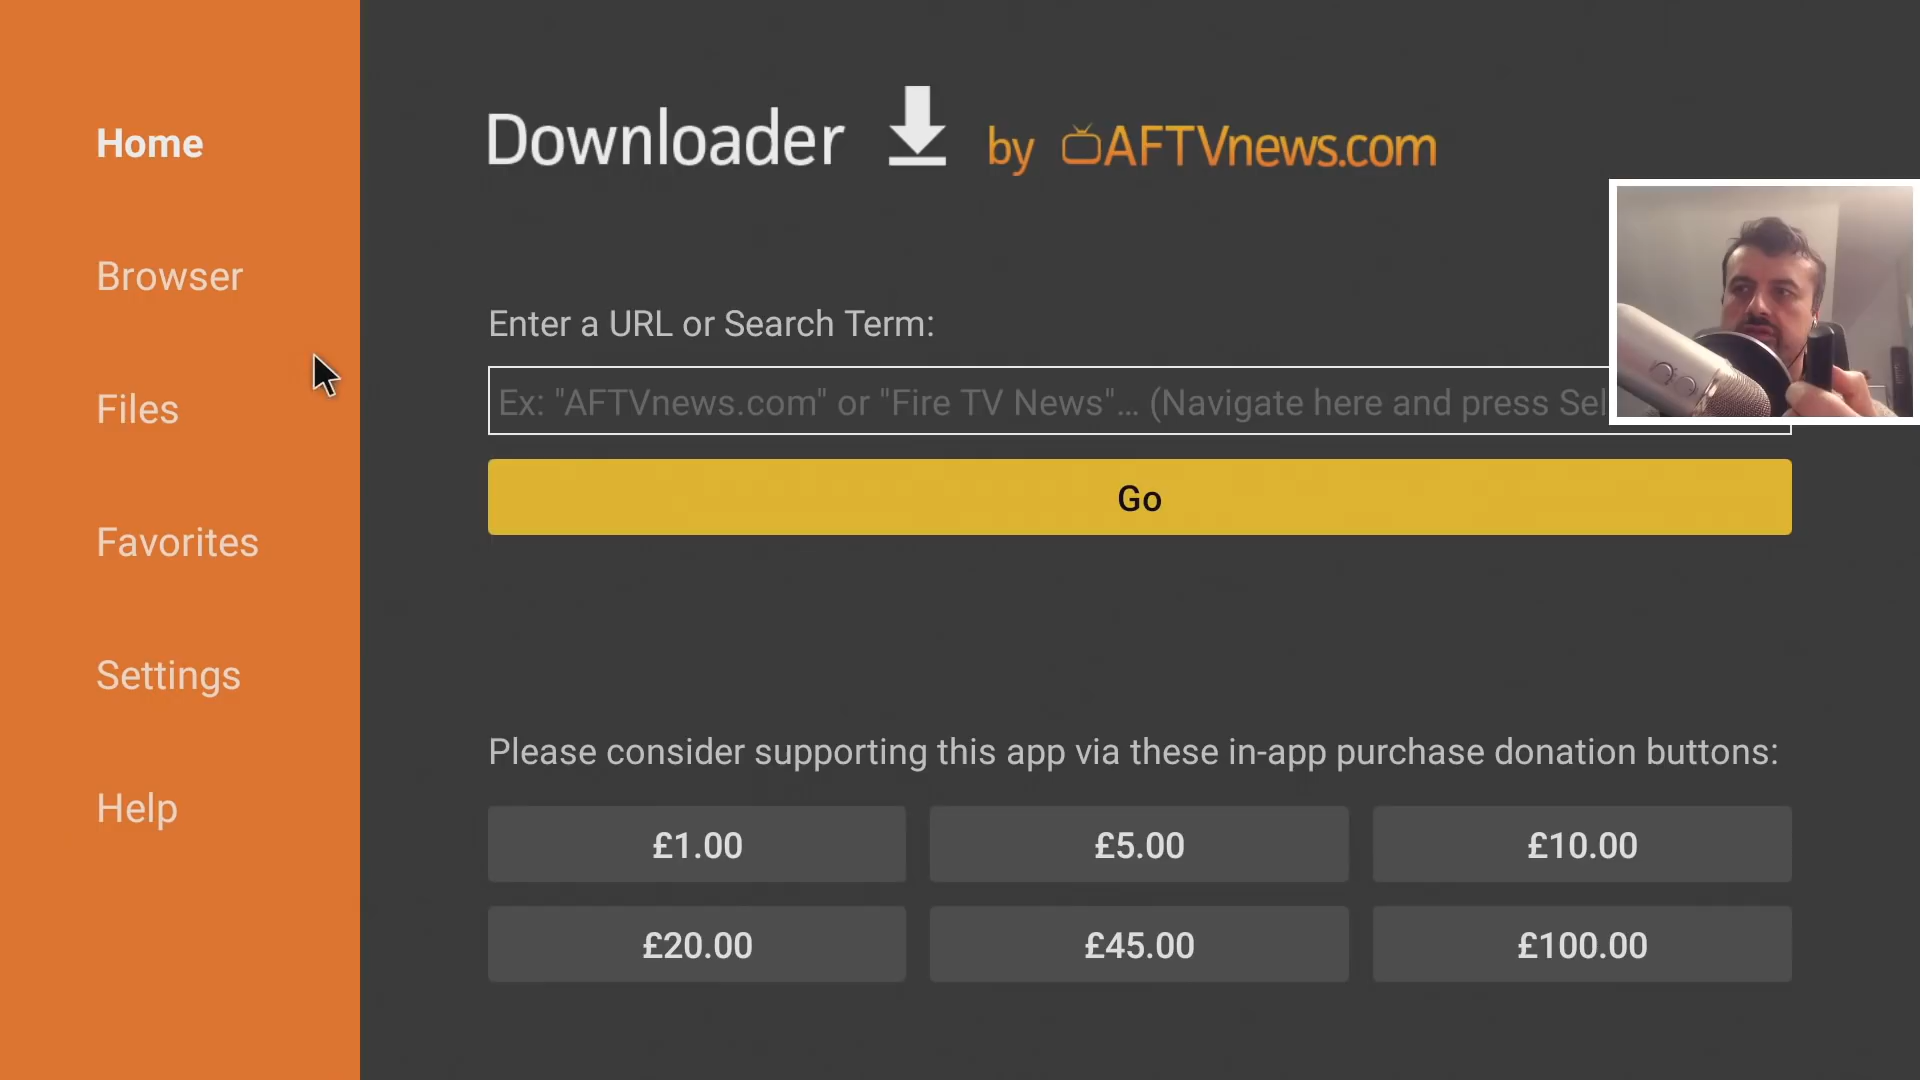 Home
Browser
Files
Favorites
Settings
Help
Downloader by AFTVnews.com
Enter a URL or Search Term:
Ex: "AFTVnews.com" or "Fire TV News"... (Navigate here and press Sel
Go
Please consider supporting this app via these in-app purchase donation buttons:
£1.00 £5.00 £10.00
£20.00 £45.00 £100.00